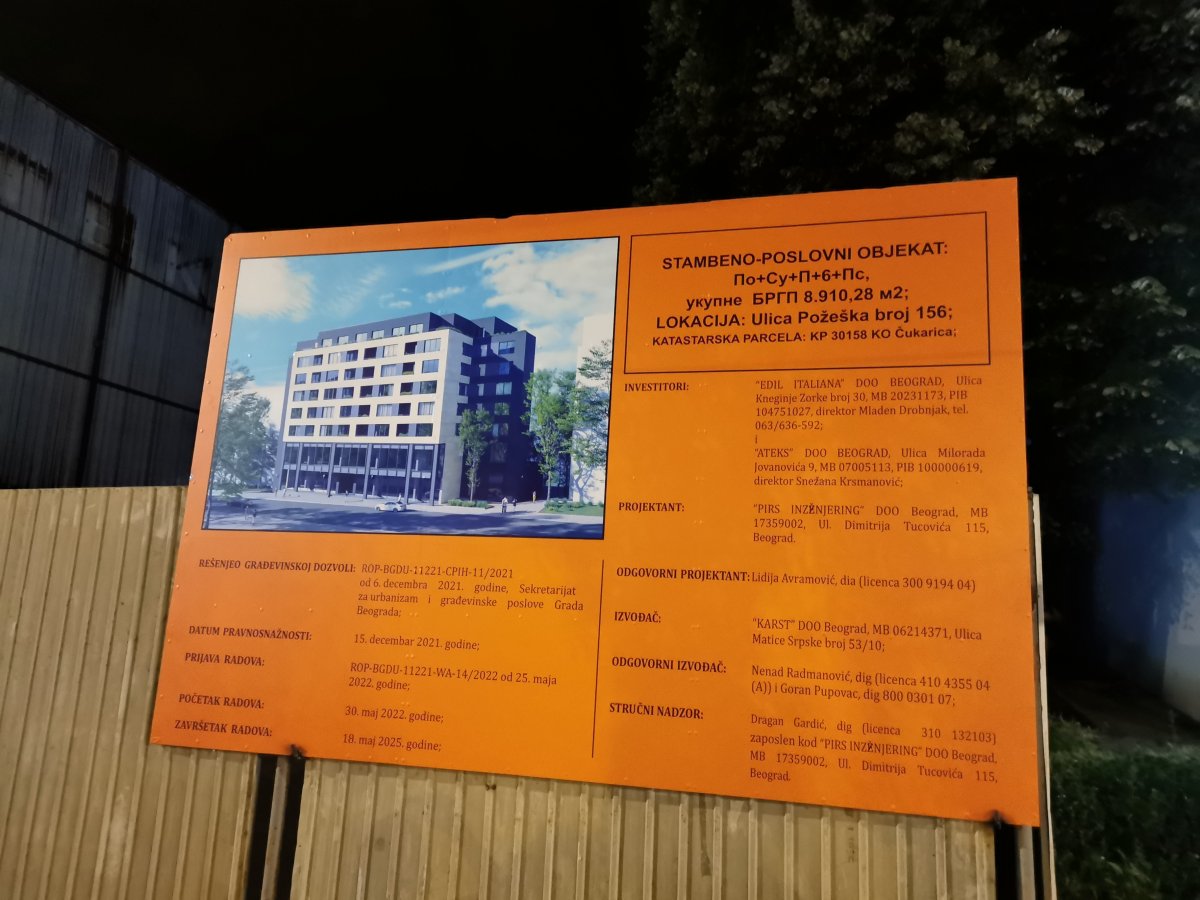 STAMBENO-POSLOVNI OBJEKAT:
По+Су+П+6+Пс,
укупне БРГП 8.910,28 м2;
LOKACIJA: Ulica Požeška broj 156;
KATASTARSKA PARCELA: KP 30158 KO Čukarica;
INVESTITORI:
"EDIL ITALIANA" DOO BEOGRAD, Ulica
Kneginje Zorke broj 30, MB 20231173, PIB
104751027, direktor Mladen Drobnjak, tel.
063/636-592;
i
"ATEKS" DOO BEOGRAD, Ulica Milorada
Jovanovića 9, MB 07005113, PIB 100000619,
direktor Snežana Krsmanović;
PROJEKTANT:
"PIRS INŽENJERING" DOO Beograd, MB
17359002, Ul. Dimitrija Tucovića 115,
Beograd.
ODGOVORNI PROJEKTANT: Lidija Avramović, dia (licenca 300 9194 04)
IZVOĐAČ:
"KARST" DOO Beograd, MB 06214371, Ulica
Matice Srpske broj 53/10;
ODGOVORNI IZVOĐAČ:
Nenad Radmanović, dig (licenca 410 4355 04
(A)) i Goran Pupovac, dig 800 0301 07;
STRUČNI NADZOR:
Dragan Gardić, dig (licenca 310 132103)
zaposlen kod "PIRS INŽENJERING" DOO Beograd,
MB 17359002, Ul. Dimitrija Tucovića 115,
Beograd.
REŠENJEO GRAĐEVINSKOJ DOZVOLI: ROP-BGDU-11221-CPIH-11/2021
od 6. decembra 2021. godine, Sekretarijat
za urbanizam i građevinske poslove Grada
Beograda;
DATUM PRAVNOSNAŽNOSTI:
15. decembar 2021. godine;
PRIJAVA RADOVA:
ROP-BGDU-11221-WA-14/2022 od 25. maja
2022. godine;
POČETAK RADOVA:
30. maj 2022. godine;
ZAVRŠETAK RADOVA:
18. maj 2025. godine;